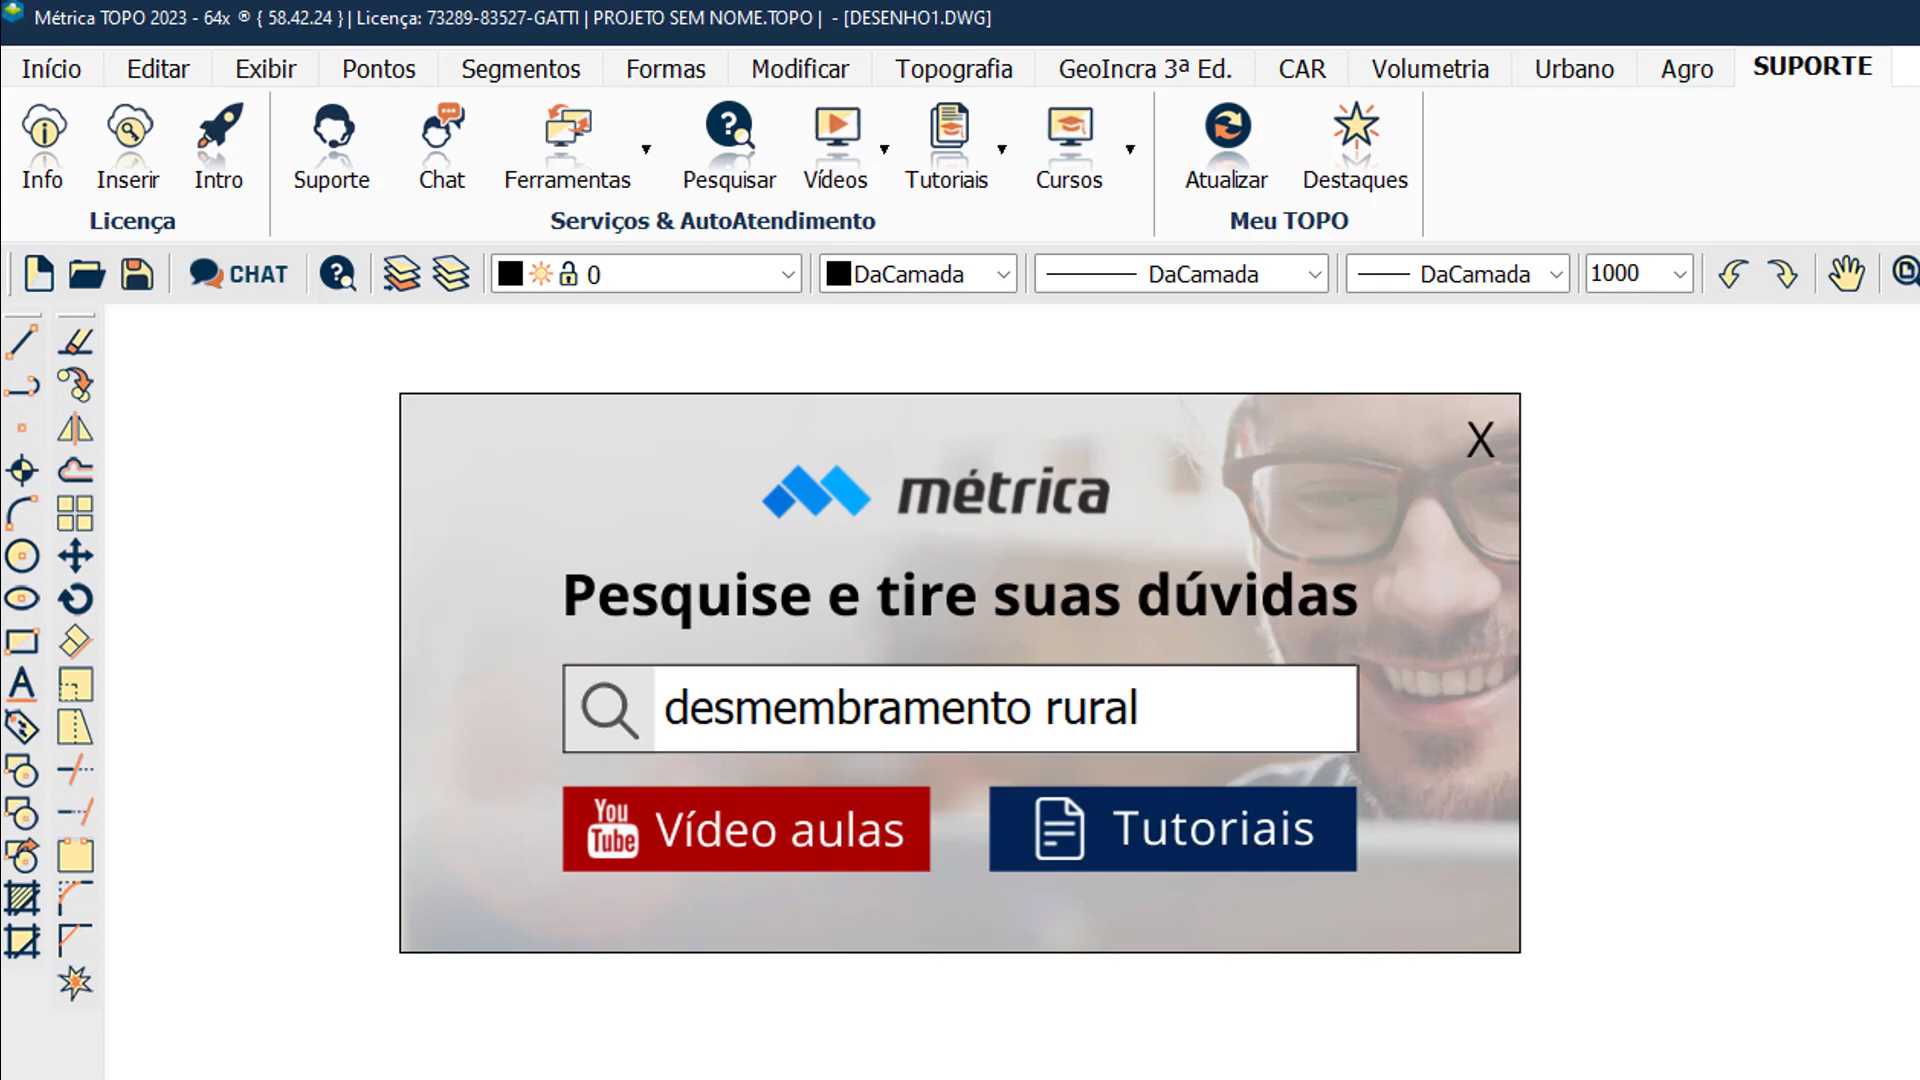 Métrica TOPO 2023 - 64x ® { 58.42.24 } | Licença: 73289-83527-GATTI | PROJETO SEM NOME.TOPO |  - [DESENHO1.DWG]
Início Editar Exibir Pontos Segmentos Formas Modificar Topografia GeoIncra 3ª Ed. CAR Volumetria Urbano Agro SUPORTE
Info Inserir Intro Suporte Chat Ferramentas Pesquisar Vídeos Tutoriais Cursos Atualizar Destaques
Licença Serviços & AutoAtendimento Meu TOPO
CHAT 0 DaCamada DaCamada DaCamada 1000
X
métrica
Pesquise e tire suas dúvidas
desmembramento rural
You Tube Vídeo aulas Tutoriais